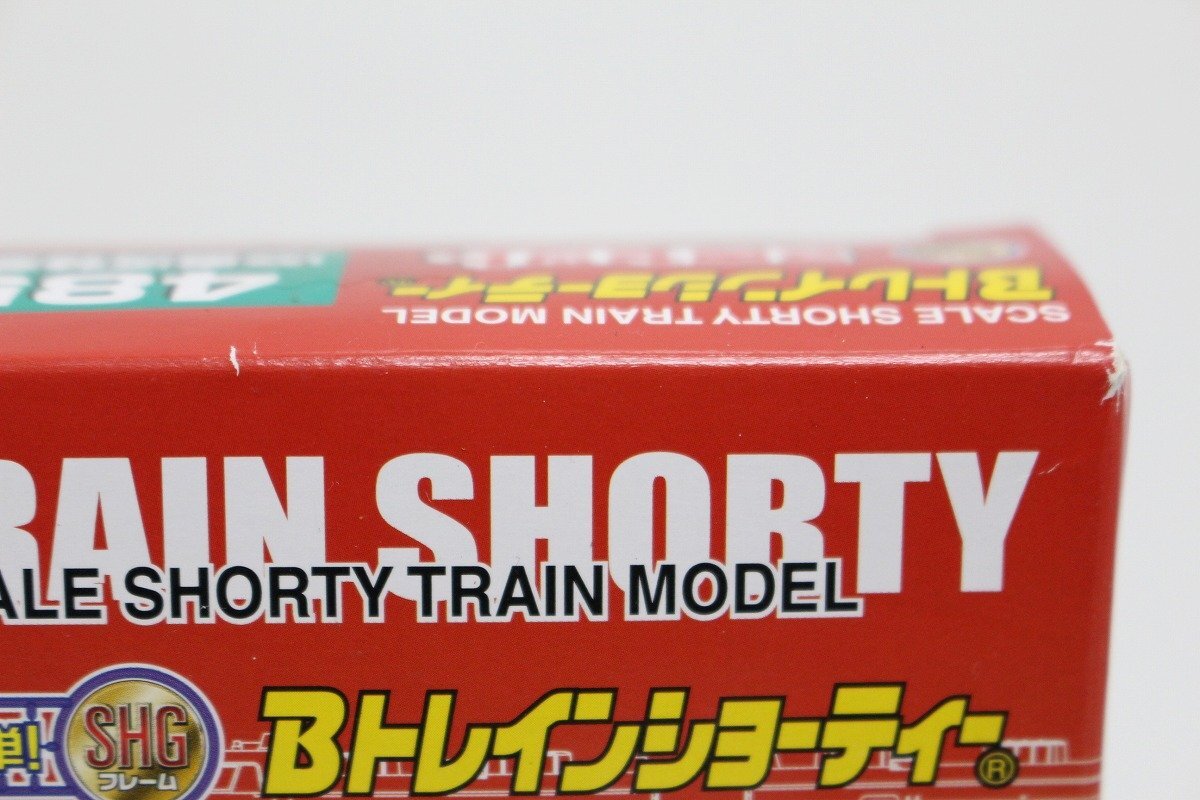 Bトレインショーティー
SCALE SHORTY TRAIN MODEL
RAIN SHORTY
ALE SHORTY TRAIN MODEL
単!
SHG
フレーム
Bトレインショーティー®